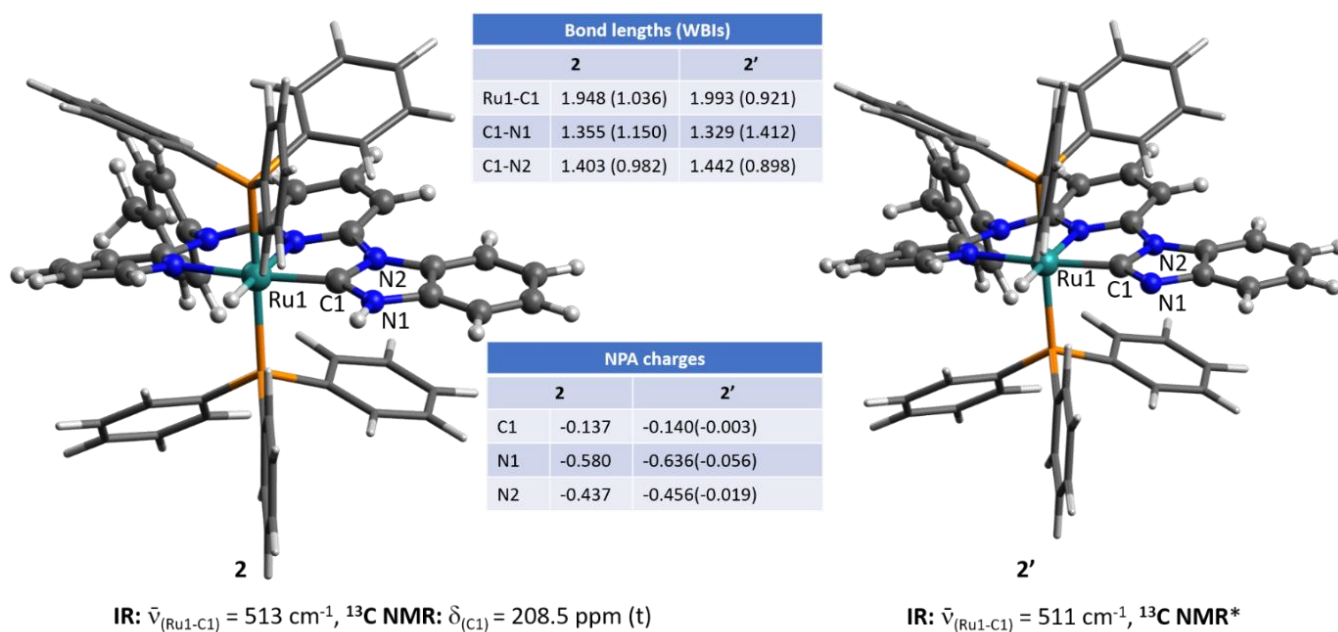 Bond lengths (WBIs)
2 2’
Ru1-C1 1.948 (1.036) 1.993 (0.921)
C1-N1 1.355 (1.150) 1.329 (1.412)
C1-N2 1.403 (0.982) 1.442 (0.898)
N2
Ru1 C1
N1
N2
Ru1 C1
N1
NPA charges
2 2’
C1 -0.137 -0.140(-0.003)
N1 -0.580 -0.636(-0.056)
N2 -0.437 -0.456(-0.019)
2
2’
IR: ν̄(Ru1-C1) = 513 cm⁻¹, ¹³C NMR: δ(C1) = 208.5 ppm (t)
IR: ν̄(Ru1-C1) = 511 cm⁻¹, ¹³C NMR*